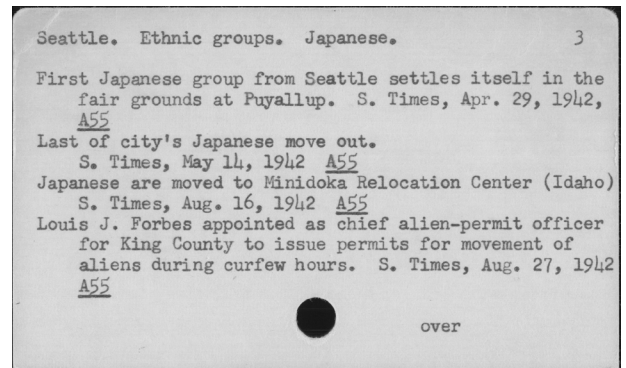 Seattle. Ethnic groups. Japanese. 3
First Japanese group from Seattle settles itself in the
fair grounds at Puyallup. S. Times, Apr. 29, 1942,
A55
Last of city's Japanese move out.
S. Times, May 14, 1942 A55
Japanese are moved to Minidoka Relocation Center (Idaho)
S. Times, Aug. 16, 1942 A55
Louis J. Forbes appointed as chief alien-permit officer
for King County to issue permits for movement of
aliens during curfew hours. S. Times, Aug. 27, 1942
A55
over